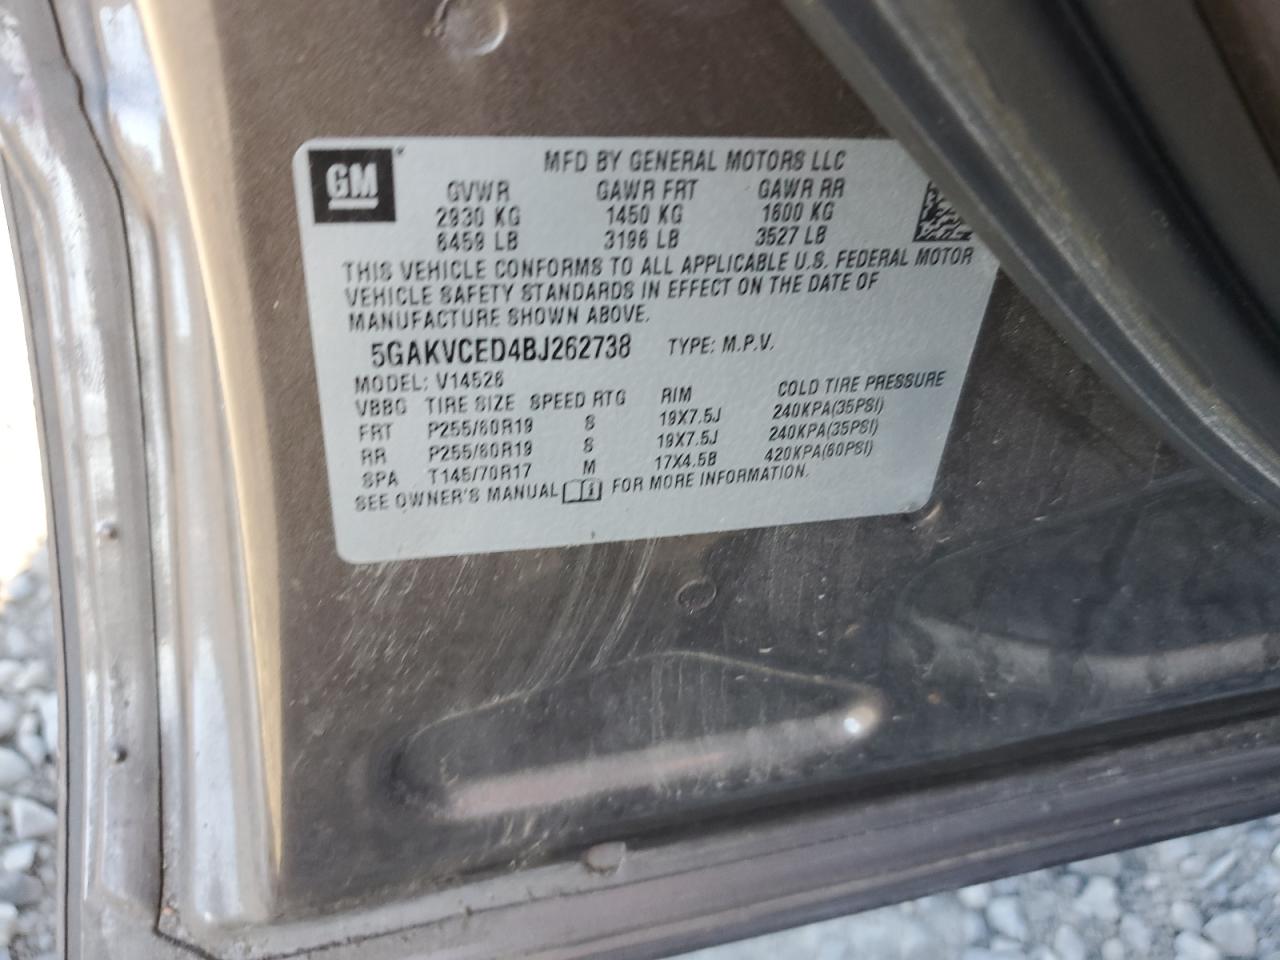 GM
MFD BY GENERAL MOTORS LLC
GVWR GAWR FRT GAWR RR
2930 KG 1450 KG 1600 KG
6459 LB 3196 LB 3527 LB
THIS VEHICLE CONFORMS TO ALL APPLICABLE U.S. FEDERAL MOTOR
VEHICLE SAFETY STANDARDS IN EFFECT ON THE DATE OF
MANUFACTURE SHOWN ABOVE.
5GAKVCED4BJ262738 TYPE: M.P.V.
MODEL: V14526
VBBG TIRE SIZE SPEED RTG RIM COLD TIRE PRESSURE
FRT P255/60R19 S 19X7.5J 240KPA(35PSI)
RR P255/60R19 S 19X7.5J 240KPA(35PSI)
SPA T145/70R17 M 17X4.5B 420KPA(60PSI)
SEE OWNER'S MANUAL FOR MORE INFORMATION.